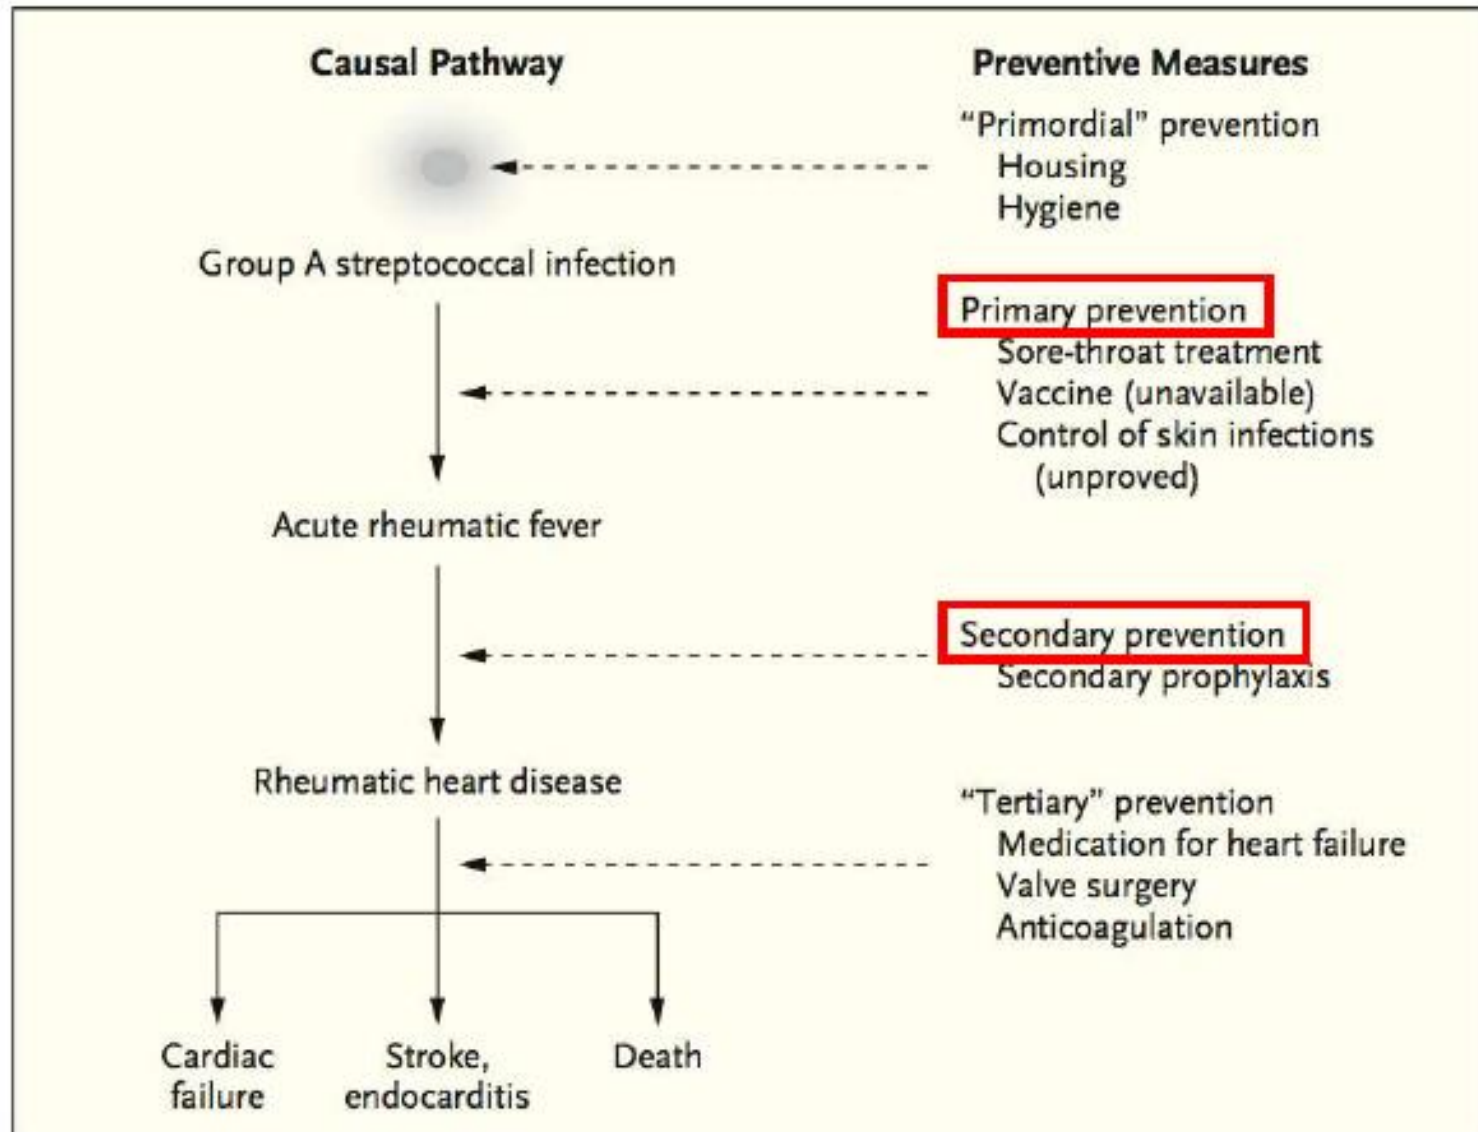 Causal Pathway
Preventive Measures
“Primordial” prevention
Housing
Hygiene
Group A streptococcal infection
Primary prevention
Sore-throat treatment
Vaccine (unavailable)
Control of skin infections
(unproved)
Acute rheumatic fever
Secondary prevention
Secondary prophylaxis
Rheumatic heart disease
“Tertiary” prevention
Medication for heart failure
Valve surgery
Anticoagulation
Cardiac
failure
Stroke,
endocarditis
Death